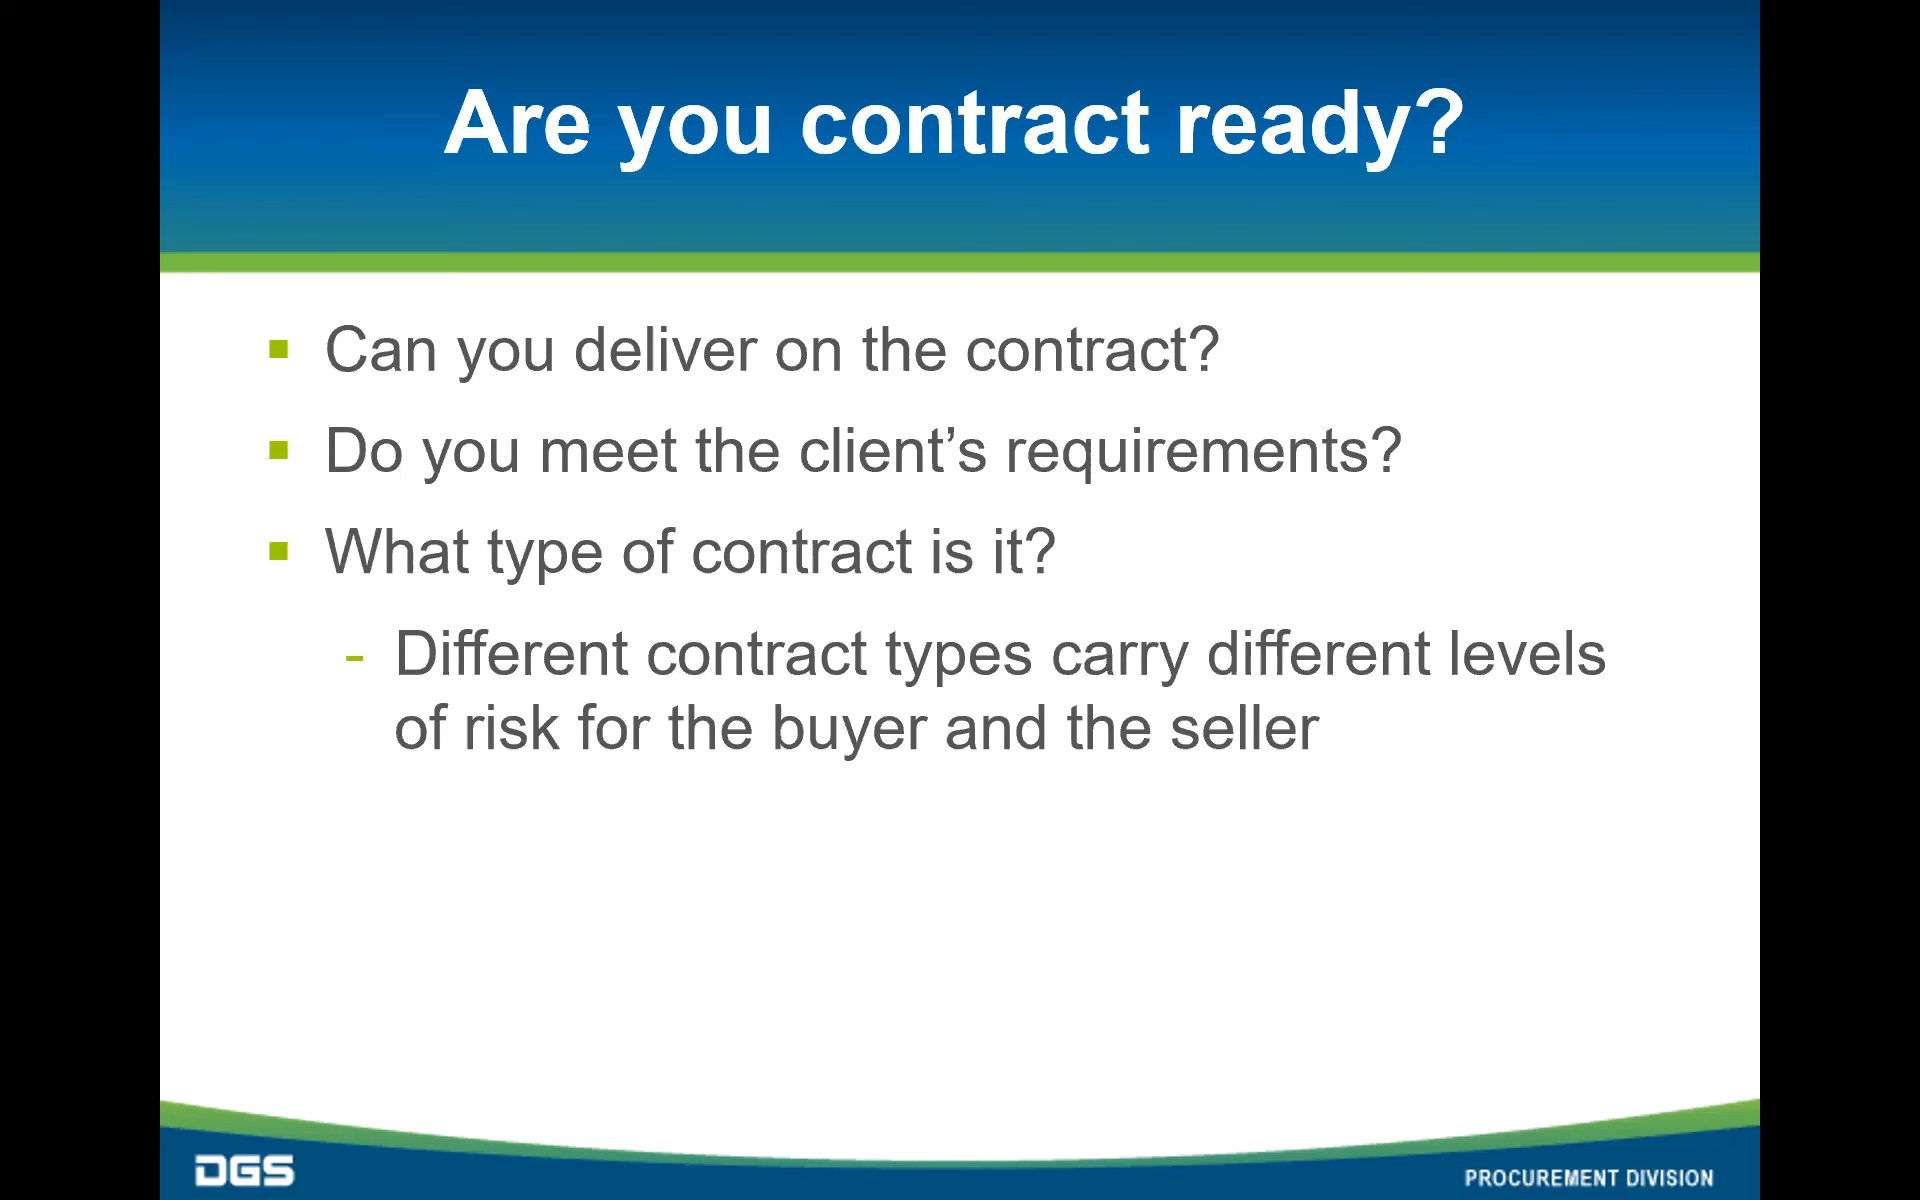 Are you contract ready?
Can you deliver on the contract?
Do you meet the client’s requirements?
What type of contract is it?
- Different contract types carry different levels
of risk for the buyer and the seller
DGS
PROCUREMENT DIVISION